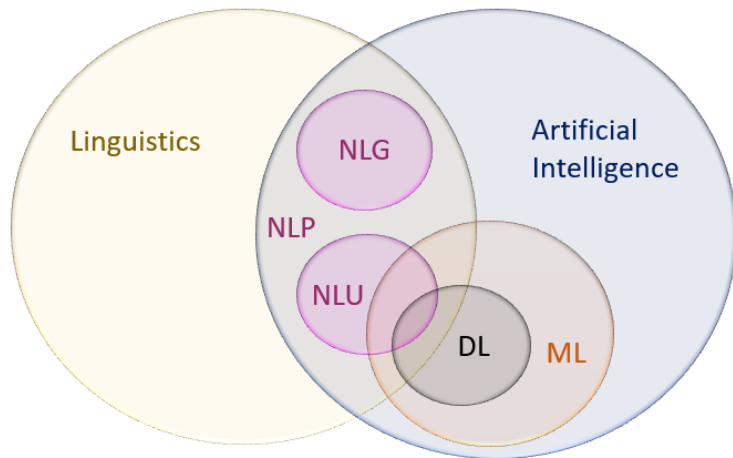 Linguistics
Artificial
Intelligence
NLG
NLP
NLU
DL
ML